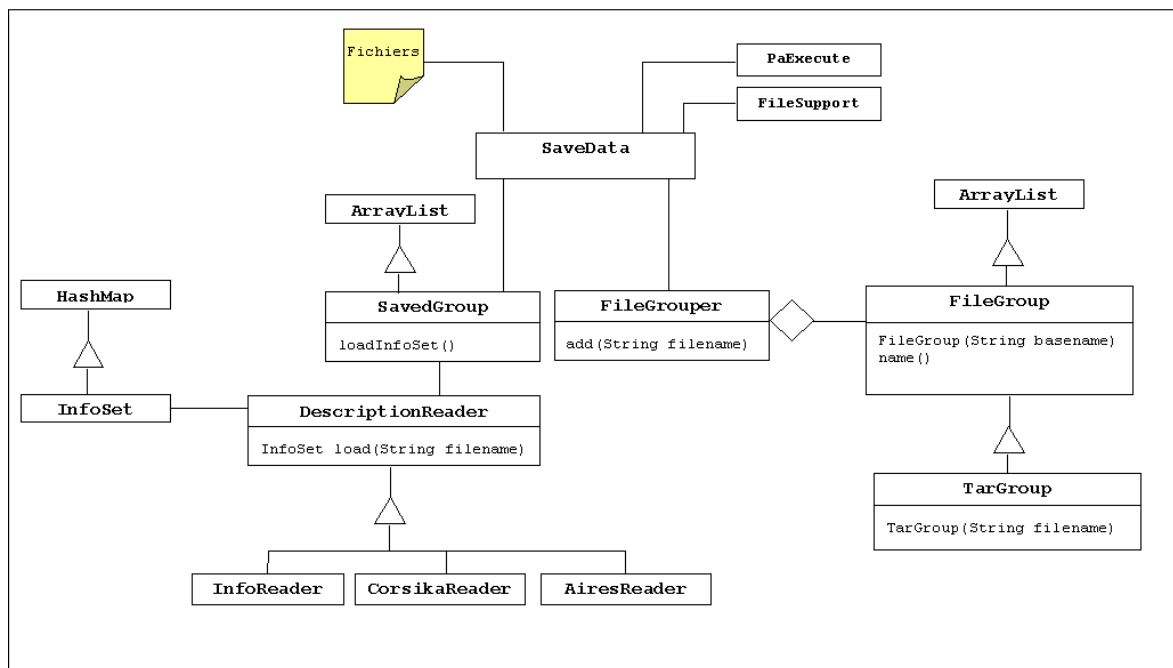 Fichiers
PaExecute
FileSupport
SaveData
ArrayList
ArrayList
HashMap
SavedGroup
loadInfoSet()
FileGrouper
add(String filename)
FileGroup
FileGroup(String basename)
name()
InfoSet
DescriptionReader
InfoSet load(String filename)
TarGroup
TarGroup(String filename)
InfoReader
CorsikaReader
AiresReader